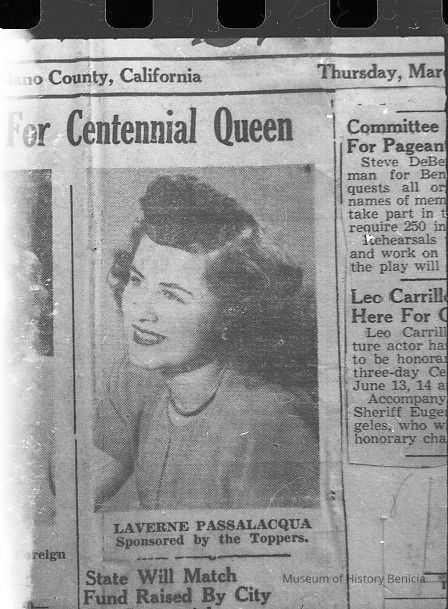 ano County, California
Thursday, Mar
For Centennial Queen
Committee
For Pagean
Steve DeBe
man for Ben
quests all or
names of mem
take part in t
require 250 in
Rehearsals
and work on
the play will
Leo Carrill
Here For C
Leo Carrill
ture actor ha
to be honora
three-day Ce
June 13, 14 a
Accompany
Sheriff Euge
geles, who w
honorary cha
LAVERNE PASSALACQUA
Sponsored by the Toppers.
oreign
State Will Match
Fund Raised By City
Museum of History Benicia